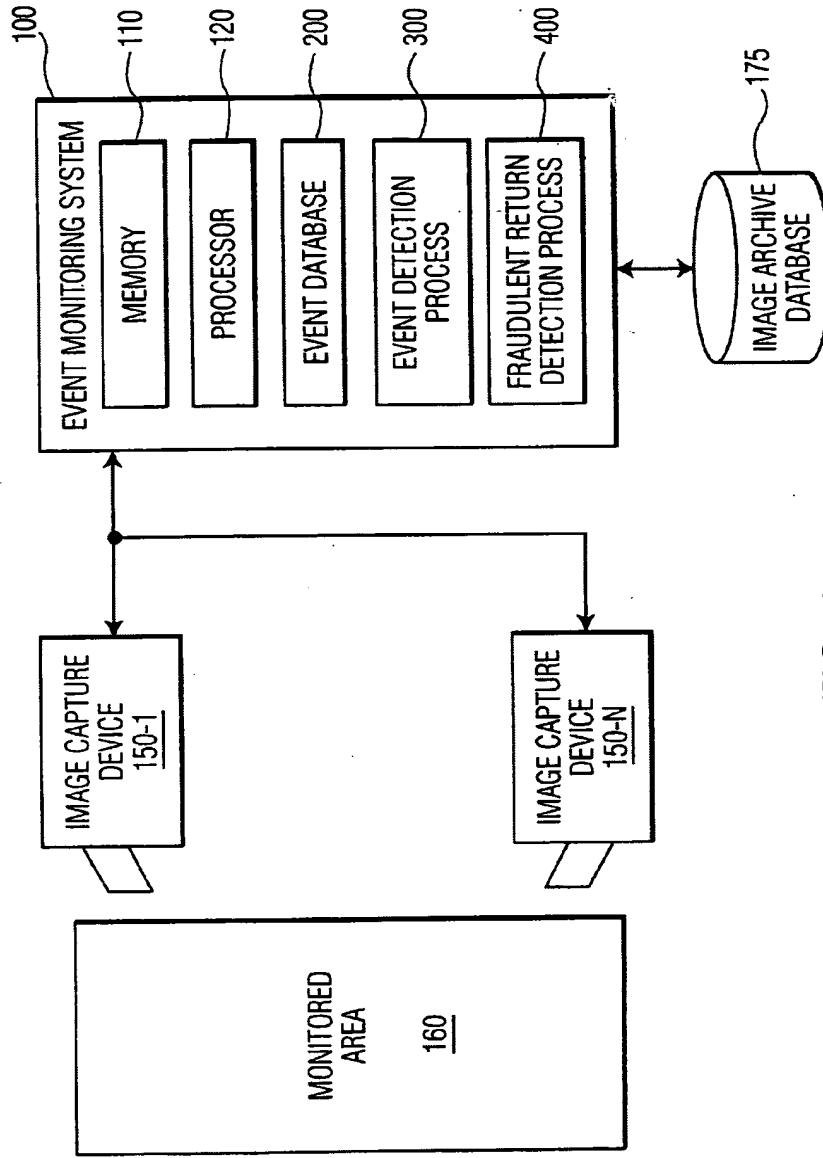 EVENT MONITORING SYSTEM
100
MEMORY
110
PROCESSOR
120
EVENT DATABASE
200
EVENT DETECTION
PROCESS
300
FRAUDULENT RETURN
DETECTION PROCESS
400
IMAGE ARCHIVE
DATABASE
175
IMAGE CAPTURE
DEVICE
150-1
IMAGE CAPTURE
DEVICE
150-N
MONITORED
AREA
160